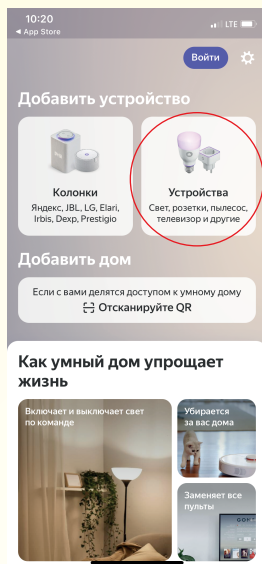 10:20
LTE
◀ App Store
Войти
Добавить устройство
Колонки
Яндекс, JBL, LG, Elari,
Irbis, Dexp, Prestigio
Устройства
Свет, розетки, пылесос,
телевизор и другие
Добавить дом
Если с вами делятся доступом к умному дому
Отсканируйте QR
Как умный дом упрощает
жизнь
Включает и выключает свет
по команде
Убирается
за вас дома
Заменяет все
пульты